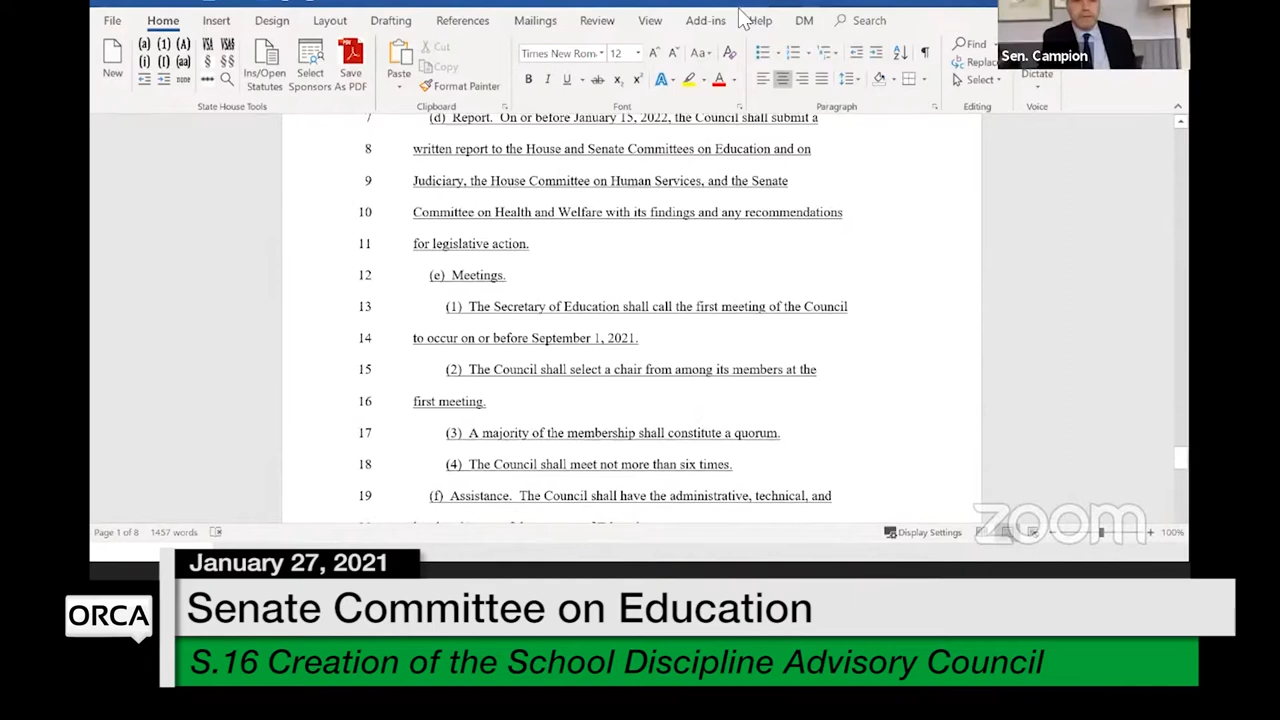 File Home Insert Design Layout Drafting References Mailings Review View Add-ins Help DM Search
New
(a) (1) (A)
(i) (I) (aa) none
§ §§
Ins/Open Statutes
Select Sponsors
Save As PDF
State House Tools
Paste
Cut
Copy
Format Painter
Clipboard
Times New Rom 12
Aa
B I U ab x₂ x² A A
Font
Paragraph
Find
Replac
Select
Editing
Dictate
Voice
Sen. Campion
7 (d) Report. On or before January 15, 2022, the Council shall submit a
8 written report to the House and Senate Committees on Education and on
9 Judiciary, the House Committee on Human Services, and the Senate
10 Committee on Health and Welfare with its findings and any recommendations
11 for legislative action.
12 (e) Meetings.
13 (1) The Secretary of Education shall call the first meeting of the Council
14 to occur on or before September 1, 2021.
15 (2) The Council shall select a chair from among its members at the
16 first meeting.
17 (3) A majority of the membership shall constitute a quorum.
18 (4) The Council shall meet not more than six times.
19 (f) Assistance. The Council shall have the administrative, technical, and
Page 1 of 8 1457 words Display Settings 100%
zoom
January 27, 2021
ORCA
Senate Committee on Education
S.16 Creation of the School Discipline Advisory Council